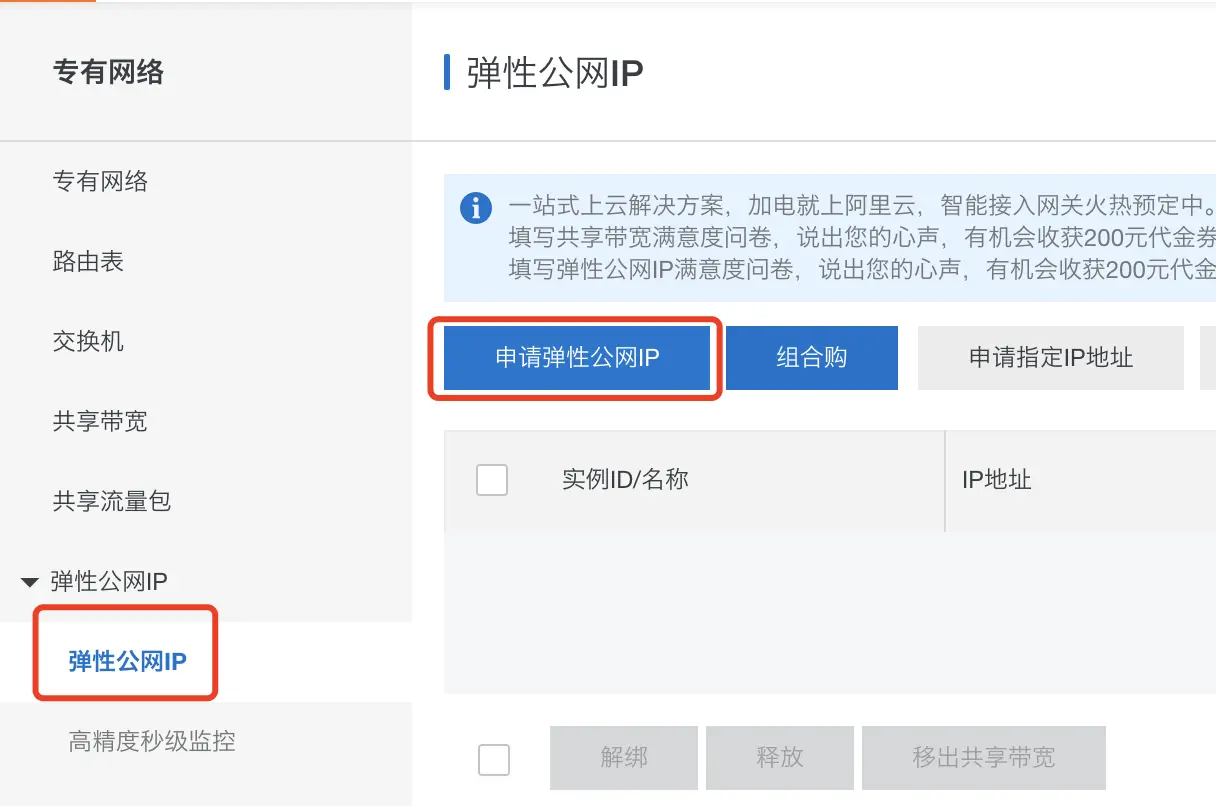 专有网络
弹性公网IP
专有网络
路由表
交换机
共享带宽
共享流量包
弹性公网IP
弹性公网IP
高精度秒级监控
一站式上云解决方案，加电就上阿里云，智能接入网关火热预定中。
填写共享带宽满意度问卷，说出您的心声，有机会收获200元代金券
填写弹性公网IP满意度问卷，说出您的心声，有机会收获200元代金
申请弹性公网IP
组合购
申请指定IP地址
实例ID/名称
IP地址
解绑
释放
移出共享带宽